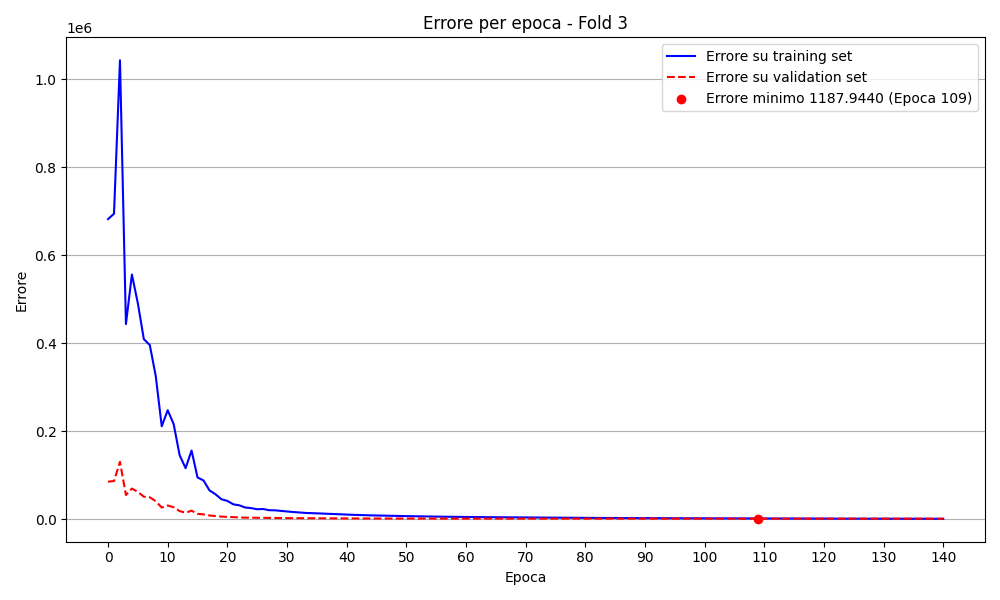 Errore per epoca - Fold 3
1e6
Errore su training set
Errore su validation set
Errore minimo 1187.9440 (Epoca 109)
1.0
0.8
0.6
0.4
0.2
0.0
Errore
0 10 20 30 40 50 60 70 80 90 100 110 120 130 140
Epoca